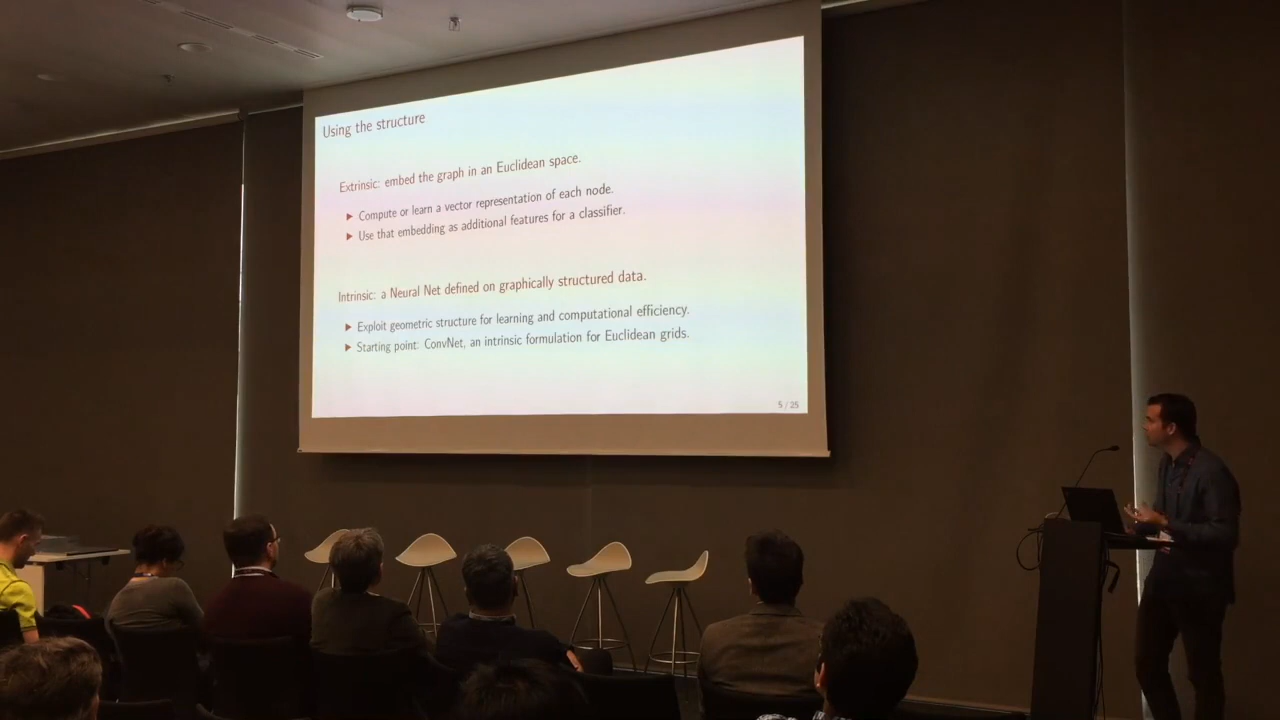 Using the structure
Extrinsic: embed the graph in an Euclidean space.
▶ Compute or learn a vector representation of each node.
▶ Use that embedding as additional features for a classifier.
Intrinsic: a Neural Net defined on graphically structured data.
▶ Exploit geometric structure for learning and computational efficiency.
▶ Starting point: ConvNet, an intrinsic formulation for Euclidean grids.
5 / 25